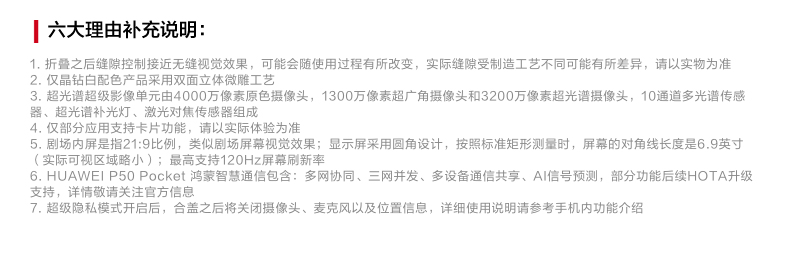 六大理由补充说明：
1. 折叠之后缝隙控制接近无缝视觉效果，可能会随使用过程有所改变，实际缝隙受制造工艺不同可能有所差异，请以实物为准
2. 仅晶钻白配色产品采用双面立体微雕工艺
3. 超光谱超级影像单元由4000万像素原色摄像头，1300万像素超广角摄像头和3200万像素超光谱摄像头，10通道多光谱传感
器、超光谱补光灯、激光对焦传感器组成
4. 仅部分应用支持卡片功能，请以实际体验为准
5. 剧场内屏是指21:9比例，类似剧场屏幕视觉效果；显示屏采用圆角设计，按照标准矩形测量时，屏幕的对角线长度是6.9英寸
（实际可视区域略小）；最高支持120Hz屏幕刷新率
6. HUAWEI P50 Pocket 鸿蒙智慧通信包含：多网协同、三网并发、多设备通信共享、AI信号预测，部分功能后续HOTA升级
支持，详情敬请关注官方信息
7. 超级隐私模式开启后，合盖之后将关闭摄像头、麦克风以及位置信息，详细使用说明请参考手机内功能介绍